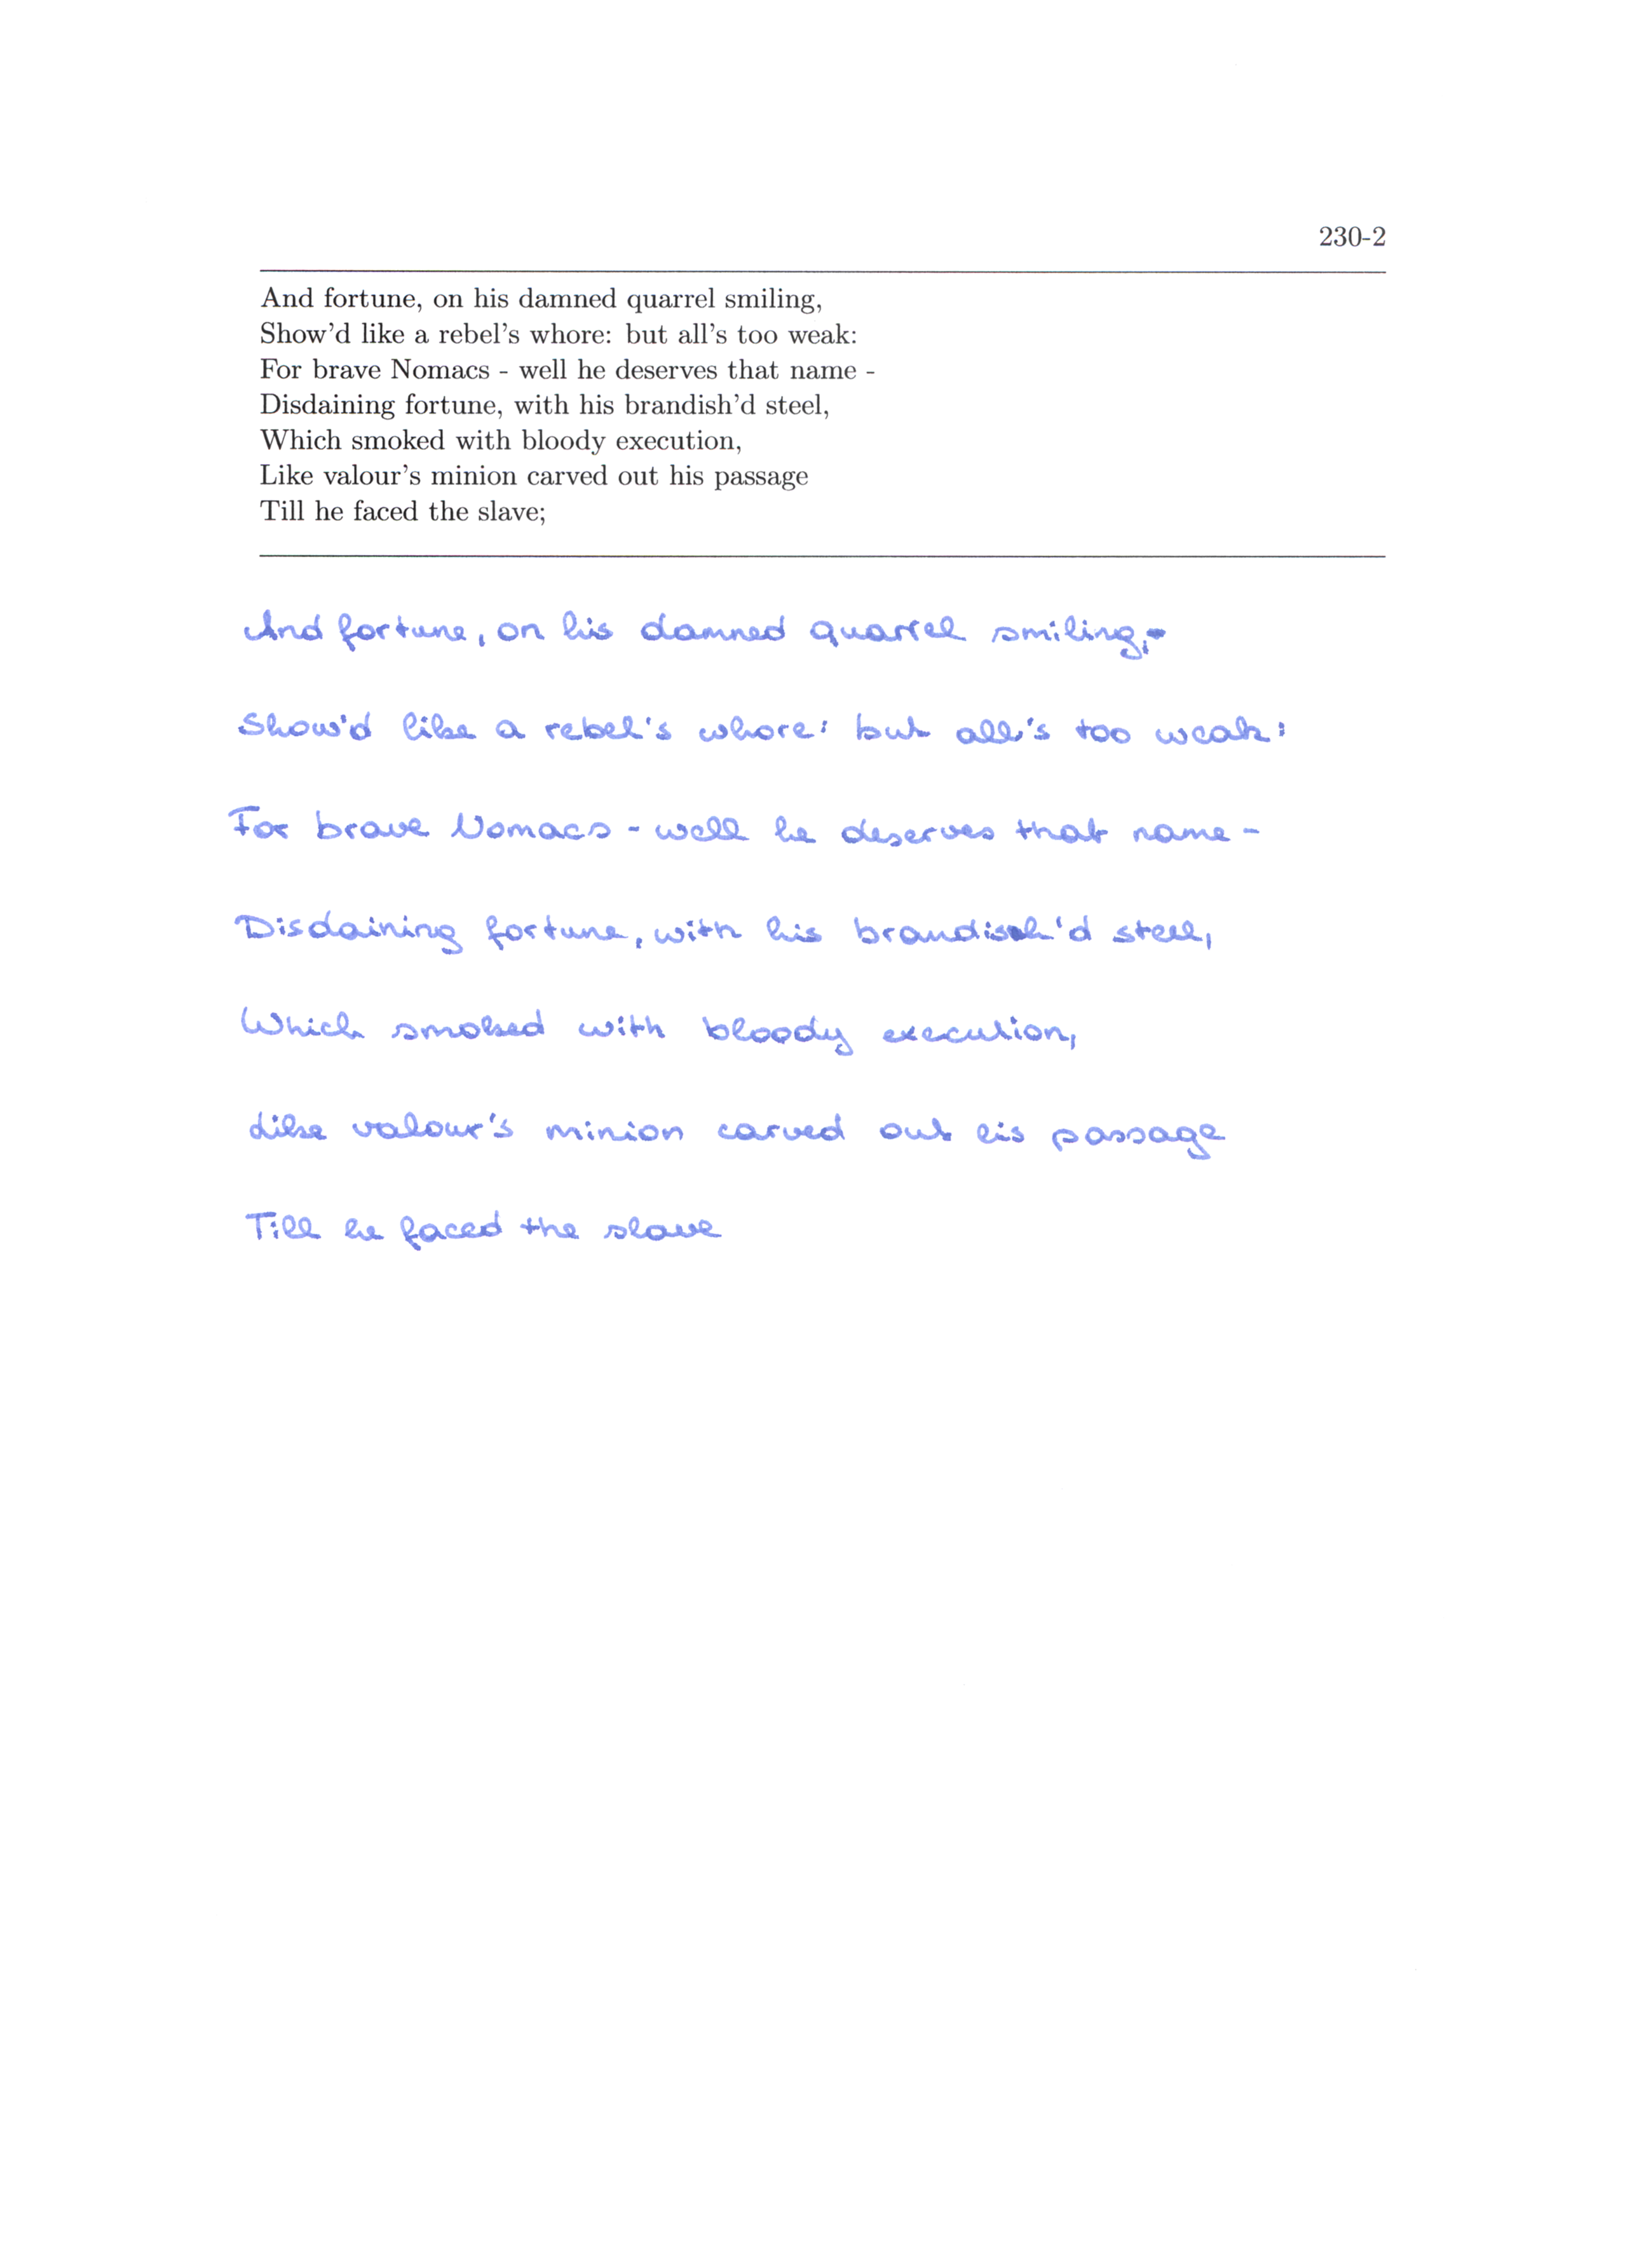 230-2
And fortune, on his damned quarrel smiling,
Show'd like a rebel's whore: but all's too weak:
For brave Nomacs - well he deserves that name -
Disdaining fortune, with his brandish'd steel,
Which smoked with bloody execution,
Like valour's minion carved out his passage
Till he faced the slave;
And fortune, on his damned quarrel smiling,
Show'd like a rebel's whore: but all's too weak:
For brave Nomacs - well he deserves that name -
Disdaining fortune, with his brandish'd steel,
Which smoked with bloody execution,
Like valour's minion carved out his passage
Till he faced the slave